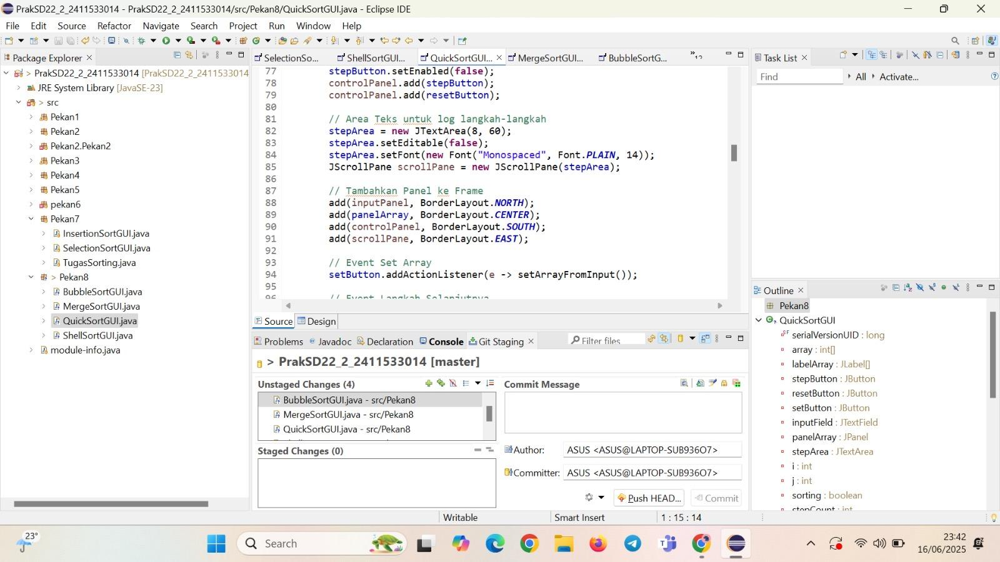 PrakSD22_2_2411533014 - PrakSD22_2_2411533014/src/Pekan8/QuickSortGUI.java - Eclipse IDE
File Edit Source Refactor Navigate Search Project Run Window Help
Package Explorer
> PrakSD22_2_2411533014 [PrakSD22_2_2411533014
JRE System Library [JavaSE-23]
> src
Pekan1
Pekan2
Pekan2.Pekan2
Pekan3
Pekan4
Pekan5
pekan6
Pekan7
InsertionSortGUI.java
SelectionSortGUI.java
TugasSorting.java
> Pekan8
BubbleSortGUI.java
MergeSortGUI.java
QuickSortGUI.java
ShellSortGUI.java
module-info.java
SelectionSo... ShellSortGUI... QuickSortGUI... MergeSortGUI... BubbleSortG...
77 stepButton.setEnabled(false);
78 controlPanel.add(stepButton);
79 controlPanel.add(resetButton);
80
81 // Area Teks untuk log langkah-langkah
82 stepArea = new JTextArea(8, 60);
83 stepArea.setEditable(false);
84 stepArea.setFont(new Font("Monospaced", Font.PLAIN, 14));
85 JScrollPane scrollPane = new JScrollPane(stepArea);
86
87 // Tambahkan Panel ke Frame
88 add(inputPanel, BorderLayout.NORTH);
89 add(panelArray, BorderLayout.CENTER);
90 add(controlPanel, BorderLayout.SOUTH);
91 add(scrollPane, BorderLayout.EAST);
92
93 // Event Set Array
94 setButton.addActionListener(e -> setArrayFromInput());
95
96 // Event Langkah Selanjutnya
Source Design
Problems Javadoc Declaration Console Git Staging Filter files
> PrakSD22_2_2411533014 [master]
Unstaged Changes (4)
BubbleSortGUI.java - src/Pekan8
MergeSortGUI.java - src/Pekan8
QuickSortGUI.java - src/Pekan8
Staged Changes (0)
Commit Message
Author: ASUS <ASUS@LAPTOP-SUB936O7>
Committer: ASUS <ASUS@LAPTOP-SUB936O7>
Push HEAD... Commit
Task List
Find All Activate...
Outline
Pekan8
QuickSortGUI
serialVersionUID : long
array : int[]
labelArray : JLabel[]
stepButton : JButton
resetButton : JButton
setButton : JButton
inputField : JTextField
panelArray : JPanel
stepArea : JTextArea
i : int
j : int
sorting : boolean
stepCount : int
Writable Smart Insert 1 : 15 : 14
23°
Search
23:42
16/06/2025